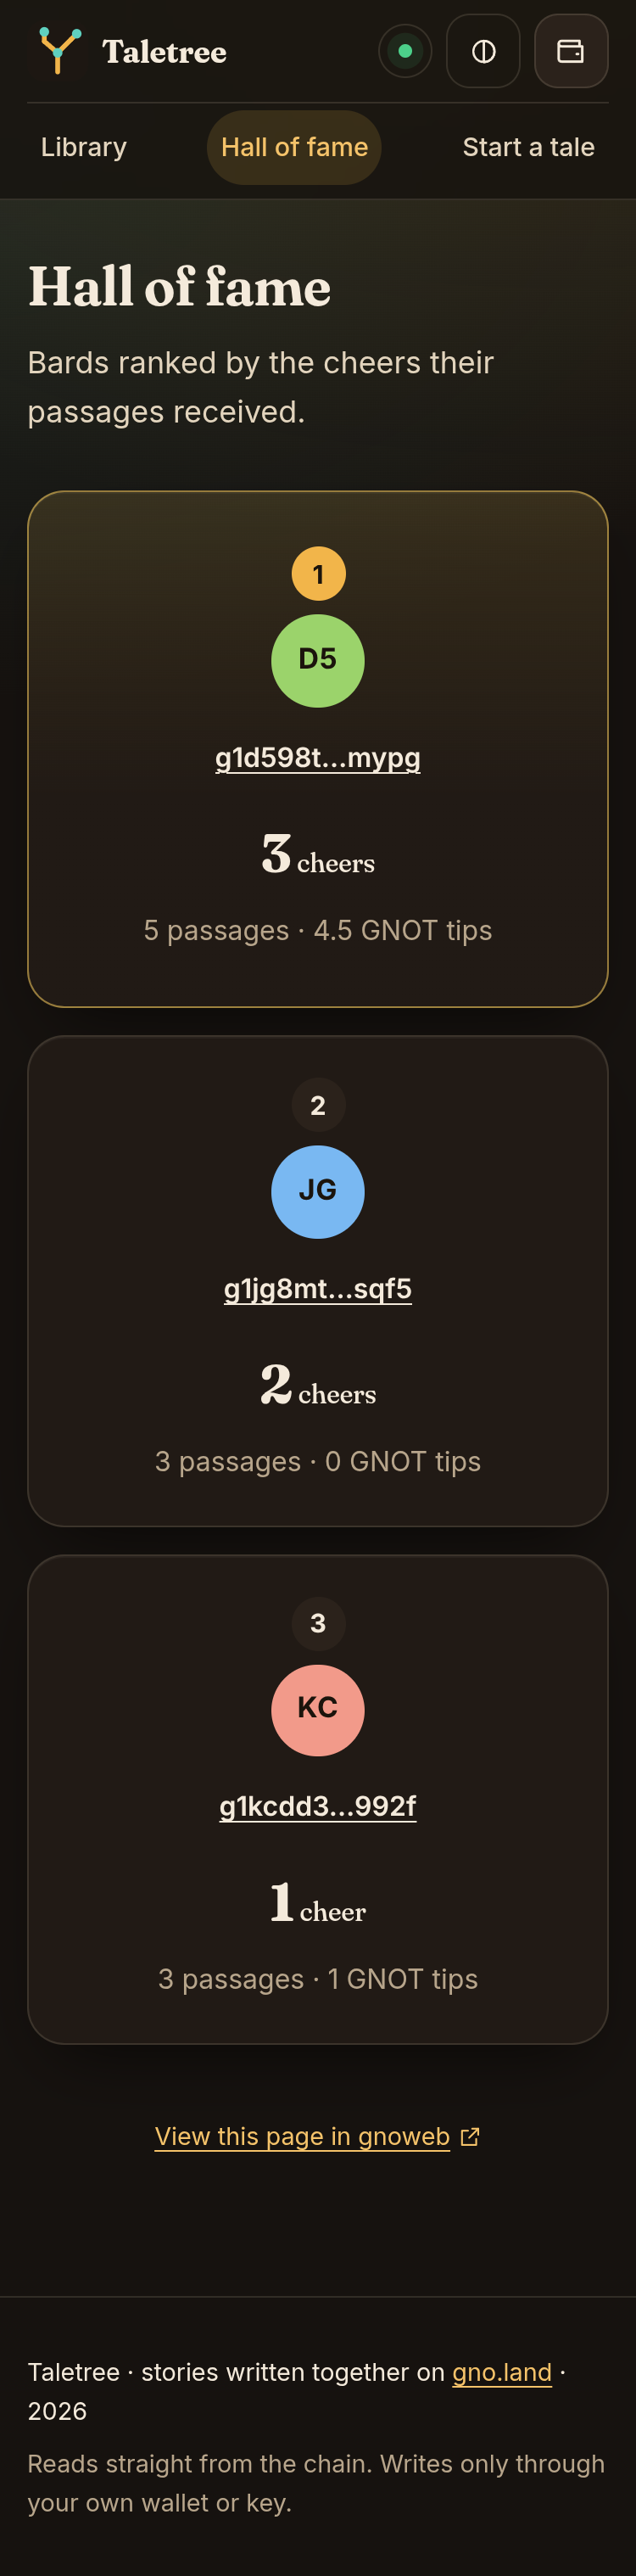 Taletree
Library
Hall of fame
Start a tale
Hall of fame
Bards ranked by the cheers their
passages received.
1
D5
g1d598t…mypg
3 cheers
5 passages · 4.5 GNOT tips
2
JG
g1jg8mt…sqf5
2 cheers
3 passages · 0 GNOT tips
3
KC
g1kcdd3…992f
1 cheer
3 passages · 1 GNOT tips
View this page in gnoweb
Taletree · stories written together on gno.land ·
2026
Reads straight from the chain. Writes only through
your own wallet or key.